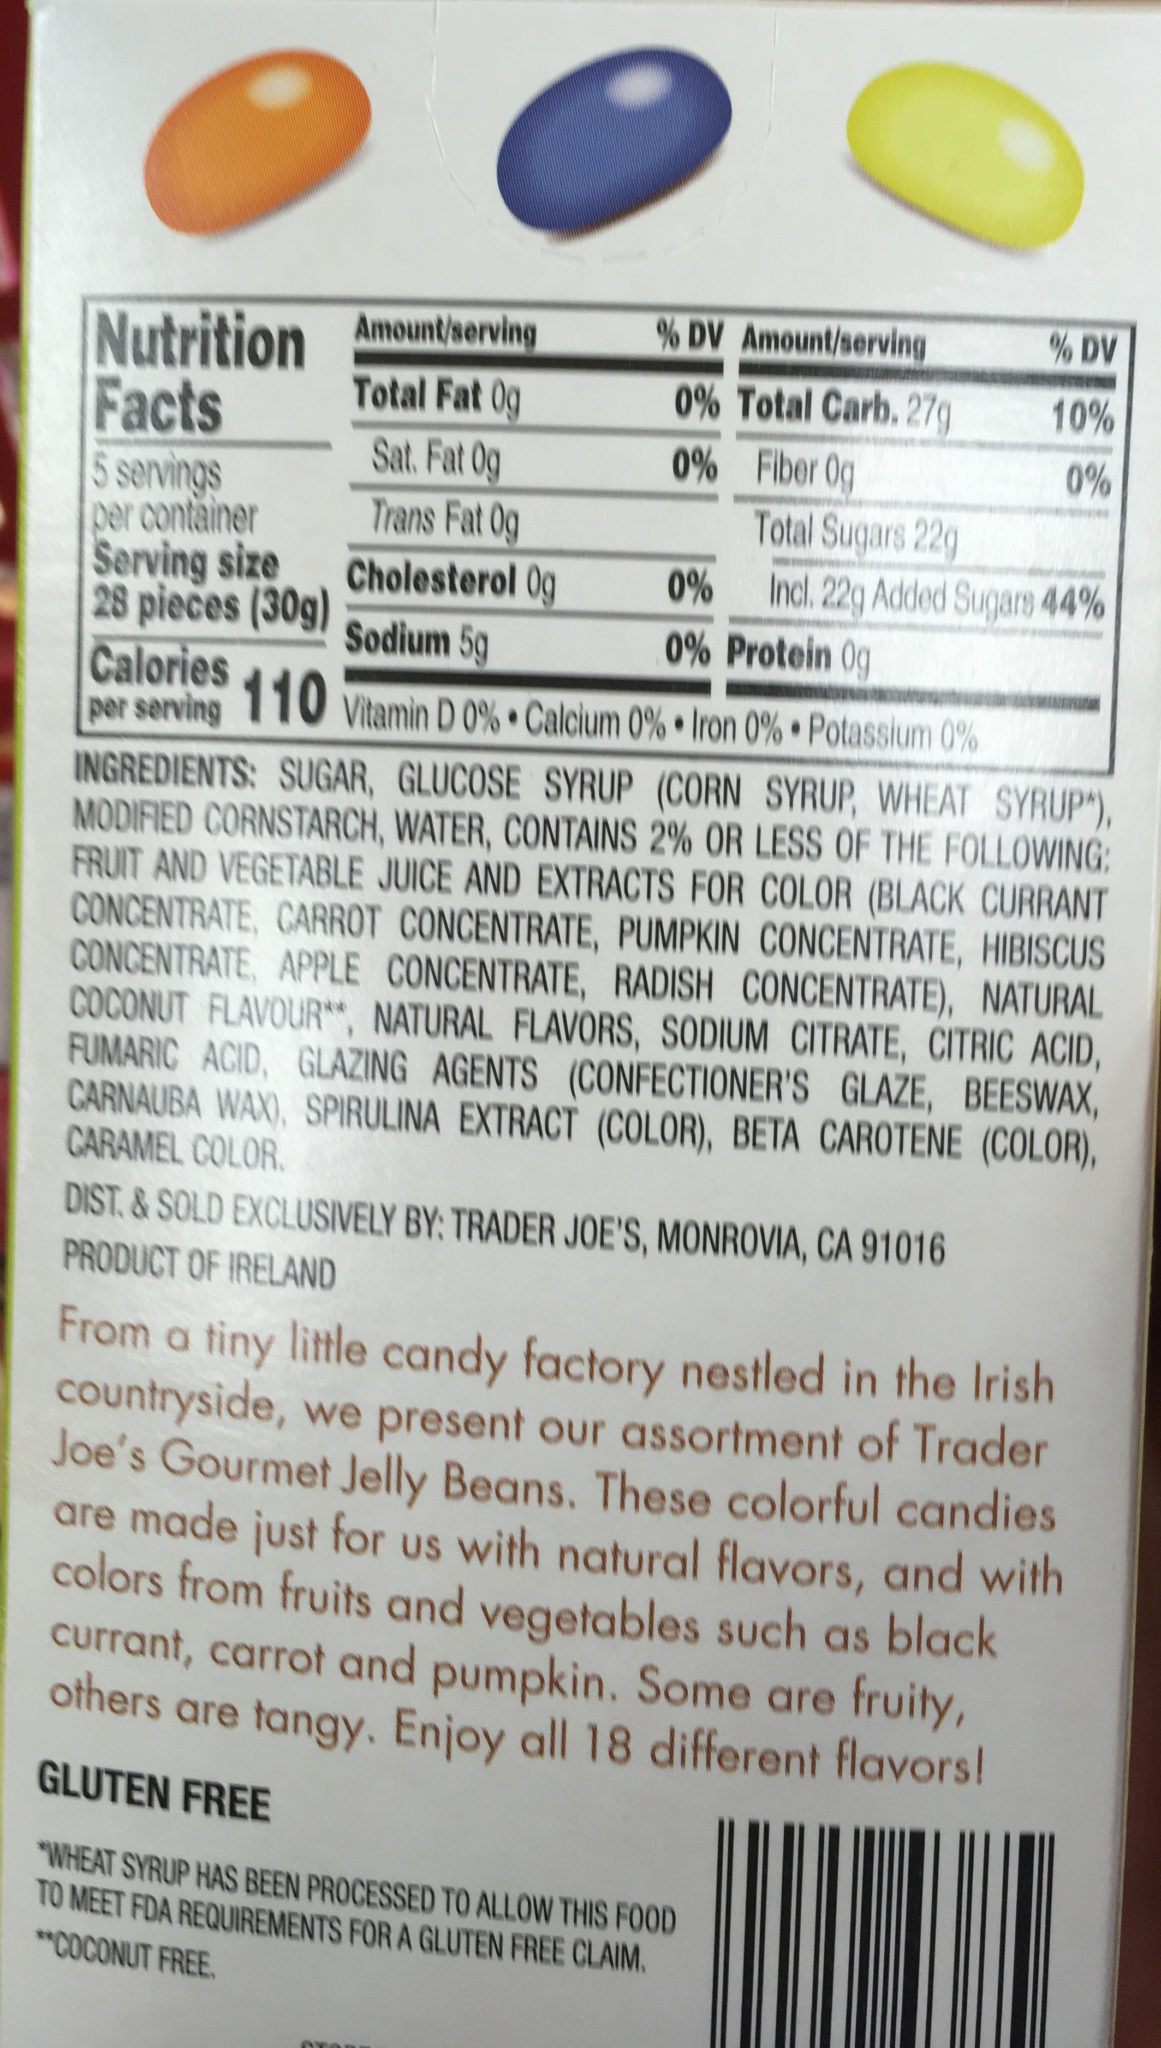 Nutrition
Facts
5 servings
per container
Serving size
28 pieces (30g)
Calories
per serving 110
Amount/serving % DV
Total Fat 0g 0%
Sat. Fat 0g 0%
Trans Fat 0g
Cholesterol 0g 0%
Sodium 5g 0%
Amount/serving % DV
Total Carb. 27g 10%
Fiber 0g 0%
Total Sugars 22g
Incl. 22g Added Sugars 44%
Protein 0g
Vitamin D 0% • Calcium 0% • Iron 0% • Potassium 0%
INGREDIENTS: SUGAR, GLUCOSE SYRUP (CORN SYRUP, WHEAT SYRUP*),
MODIFIED CORNSTARCH, WATER, CONTAINS 2% OR LESS OF THE FOLLOWING:
FRUIT AND VEGETABLE JUICE AND EXTRACTS FOR COLOR (BLACK CURRANT
CONCENTRATE, CARROT CONCENTRATE, PUMPKIN CONCENTRATE, HIBISCUS
CONCENTRATE, APPLE CONCENTRATE, RADISH CONCENTRATE), NATURAL
COCONUT FLAVOUR**, NATURAL FLAVORS, SODIUM CITRATE, CITRIC ACID,
FUMARIC ACID, GLAZING AGENTS (CONFECTIONER'S GLAZE, BEESWAX,
CARNAUBA WAX), SPIRULINA EXTRACT (COLOR), BETA CAROTENE (COLOR),
CARAMEL COLOR.
DIST. & SOLD EXCLUSIVELY BY: TRADER JOE'S, MONROVIA, CA 91016
PRODUCT OF IRELAND
From a tiny little candy factory nestled in the Irish
countryside, we present our assortment of Trader
Joe's Gourmet Jelly Beans. These colorful candies
are made just for us with natural flavors, and with
colors from fruits and vegetables such as black
currant, carrot and pumpkin. Some are fruity,
others are tangy. Enjoy all 18 different flavors!
GLUTEN FREE
*WHEAT SYRUP HAS BEEN PROCESSED TO ALLOW THIS FOOD
TO MEET FDA REQUIREMENTS FOR A GLUTEN FREE CLAIM.
**COCONUT FREE.